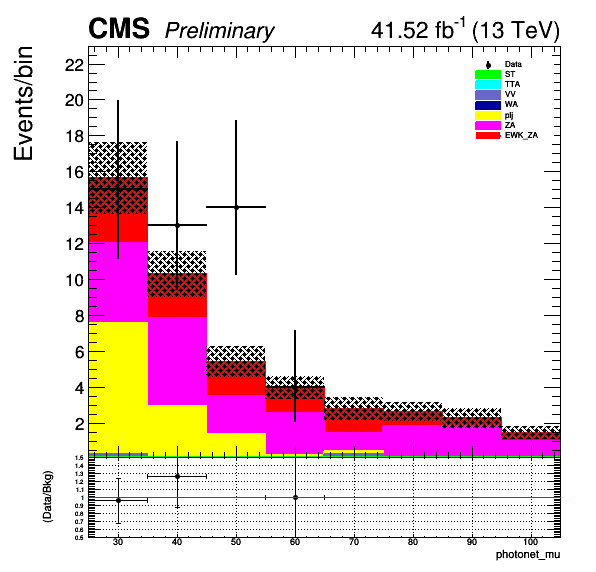 CMS Preliminary 41.52 fb-1 (13 TeV)
Events/bin
22
20
18
16
14
12
10
8
6
4
2
Data
ST
TTA
VV
WA
plj
ZA
EWK_ZA
(Data/Bkg)
1.5
1.4
1.3
1.2
1.1
1
0.9
0.8
0.7
0.6
0.5
30 40 50 60 70 80 90 100
photonet_mu